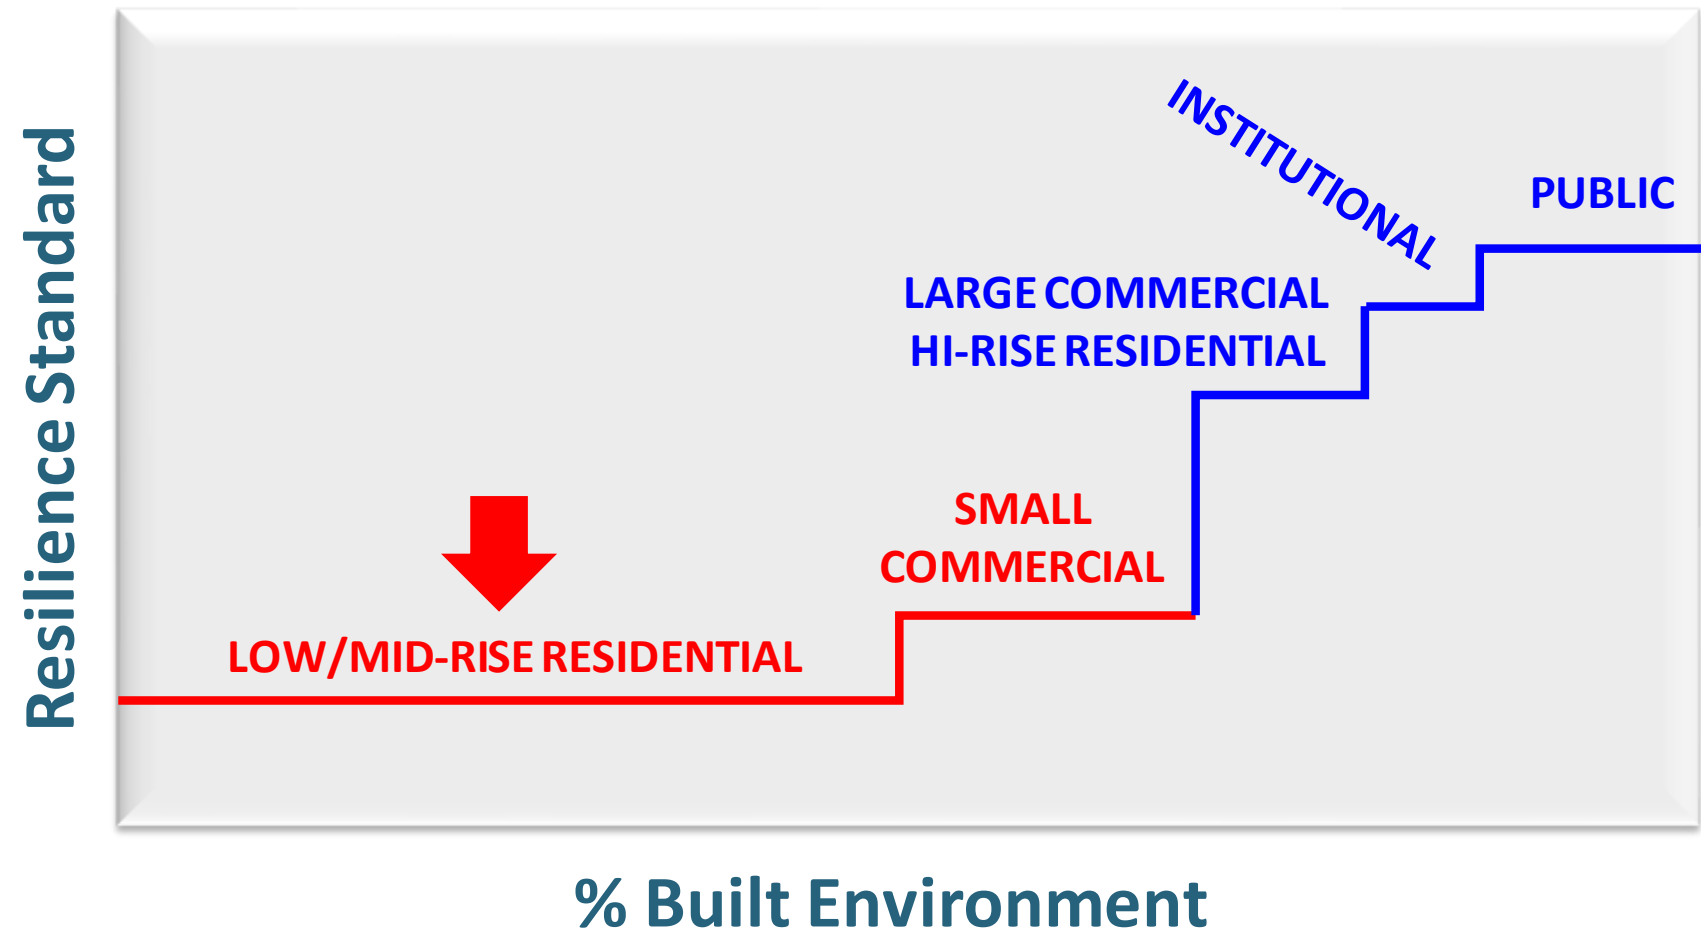 Resilience Standard
INSTITUTIONAL
PUBLIC
LARGE COMMERCIAL
HI-RISE RESIDENTIAL
SMALL
COMMERCIAL
LOW/MID-RISE RESIDENTIAL
% Built Environment